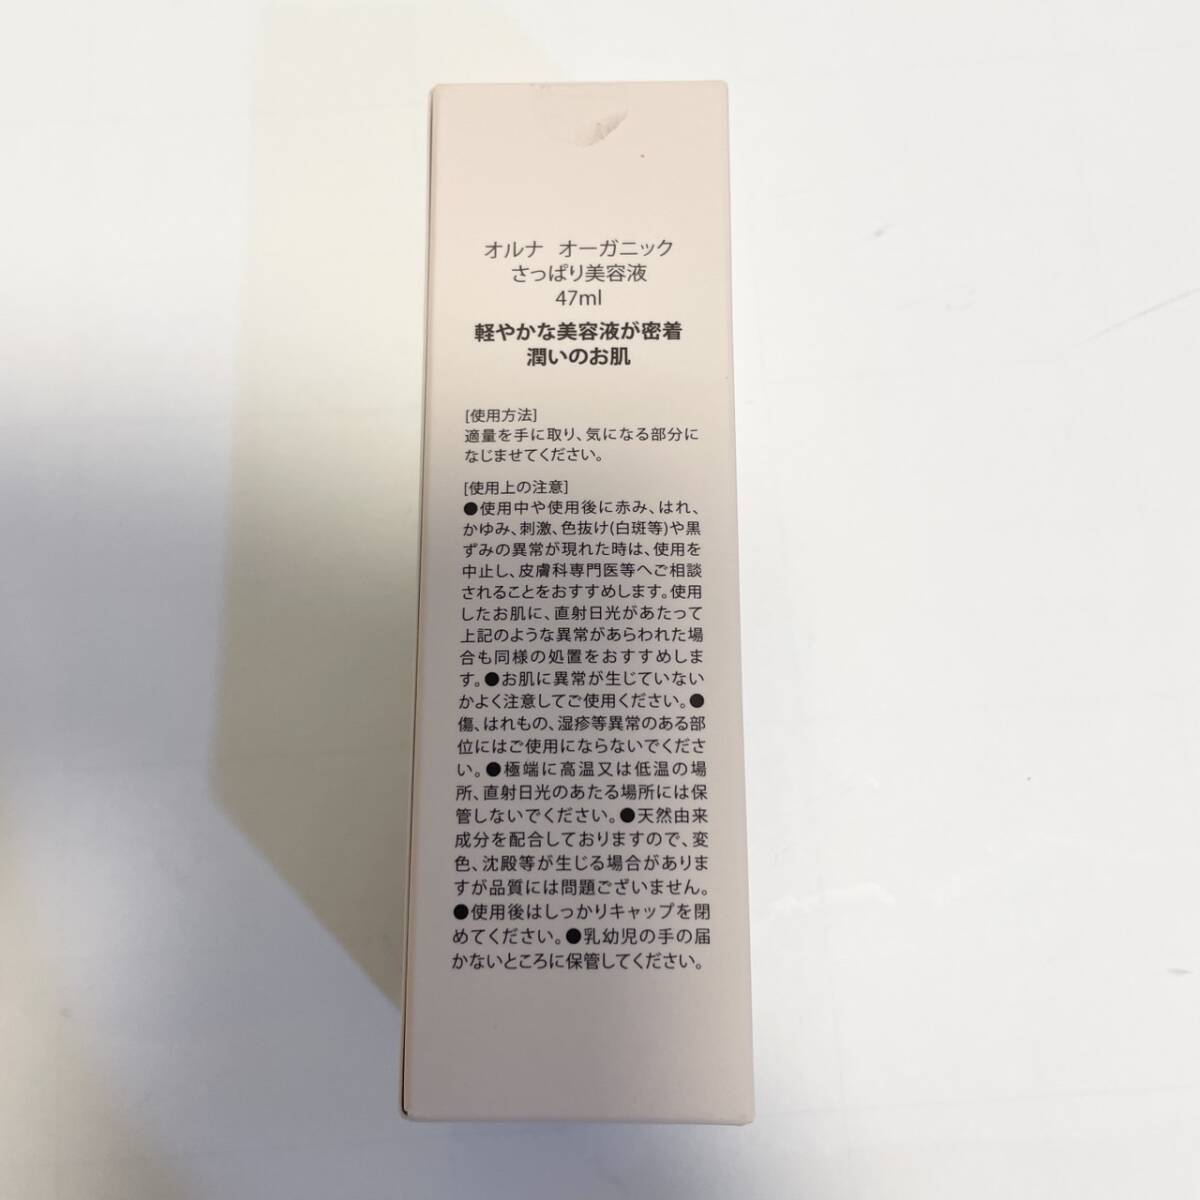 オルナ オーガニック
さっぱり美容液
47ml
軽やかな美容液が密着
潤いのお肌
[使用方法]
適量を手に取り、気になる部分に
なじませてください。
[使用上の注意]
●使用中や使用後に赤み、はれ、
かゆみ、刺激、色抜け(白斑等)や黒
ずみの異常が現れた時は、使用を
中止し、皮膚科専門医等へご相談
されることをおすすめします。使用
したお肌に、直射日光があたって
上記のような異常があらわれた場
合も同様の処置をおすすめしま
す。●お肌に異常が生じていない
かよく注意してご使用ください。●
傷、はれもの、湿疹等異常のある部
位にはご使用にならないでくださ
い。●極端に高温又は低温の場
所、直射日光のあたる場所には保
管しないでください。●天然由来
成分を配合しておりますので、変
色、沈殿等が生じる場合がありま
すが品質には問題ございません。
●使用後はしっかりキャップを閉
めてください。●乳幼児の手の届
かないところに保管してください。